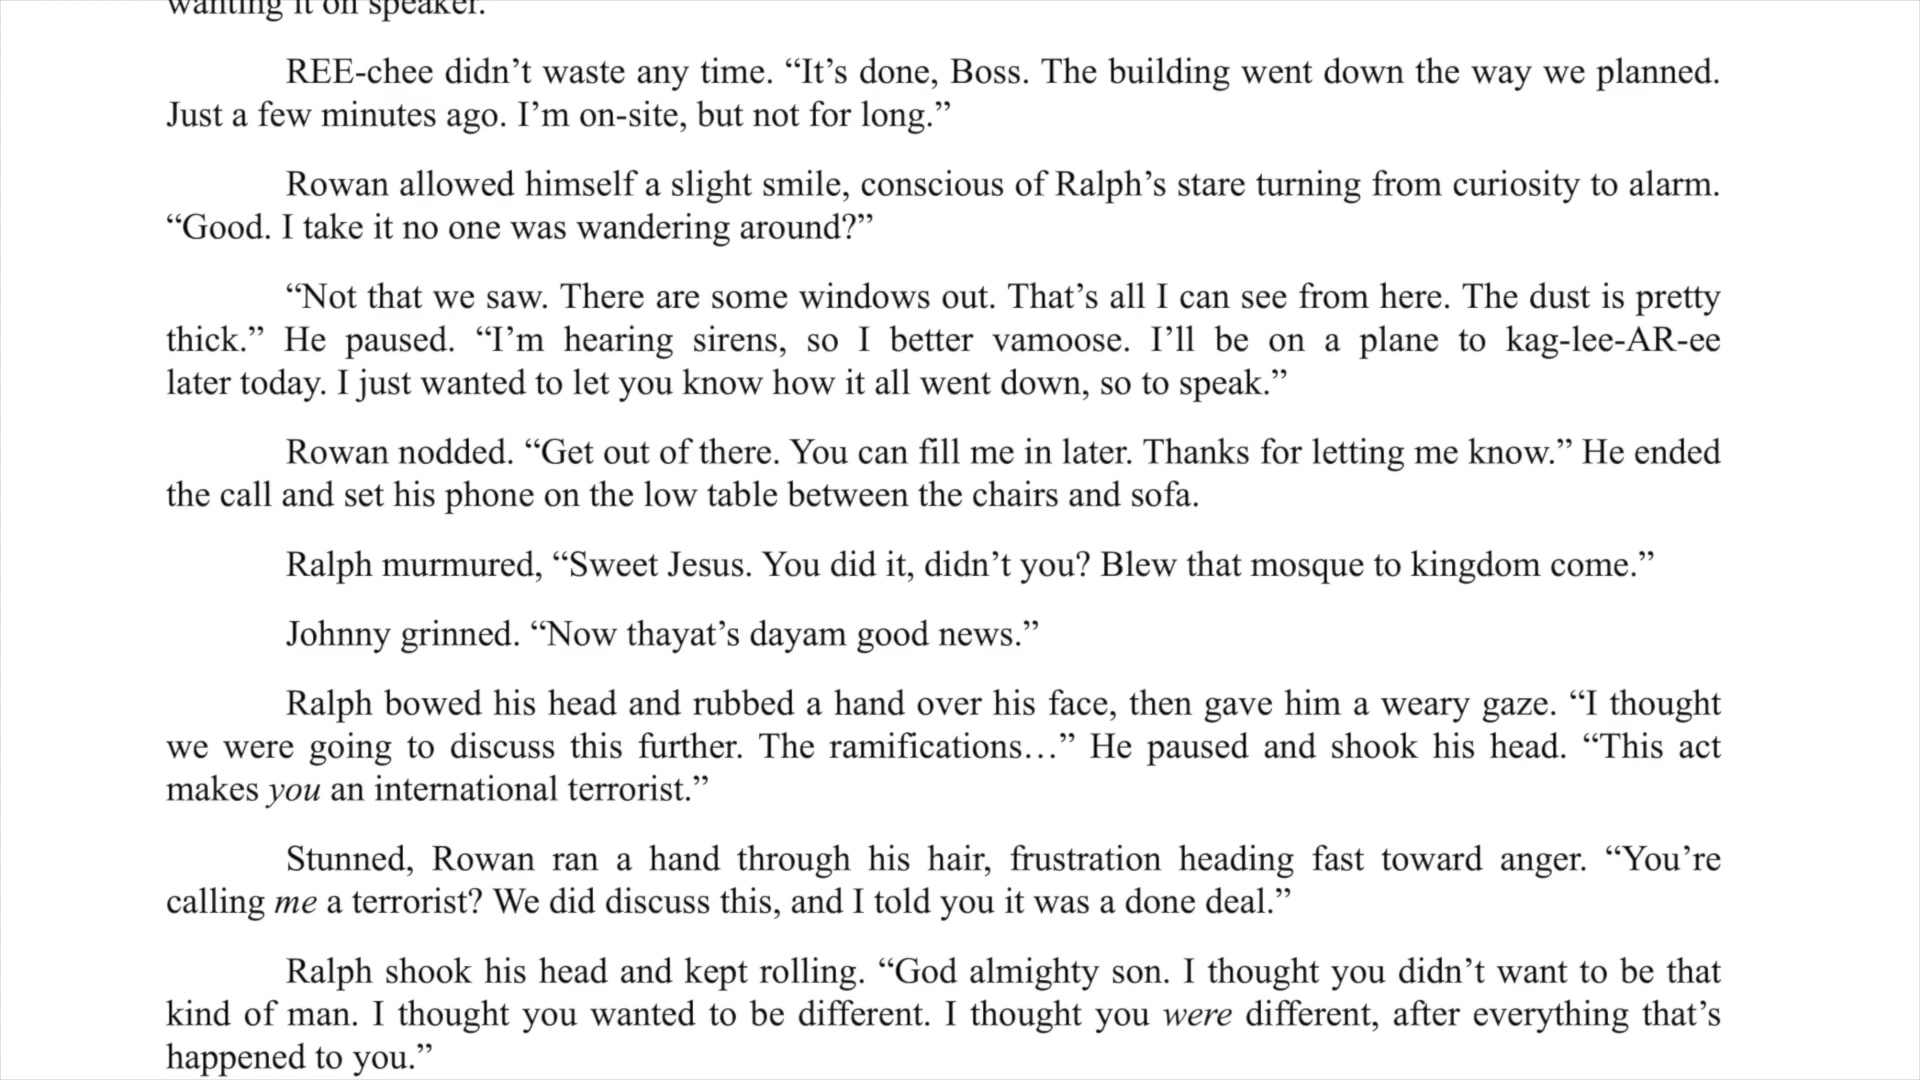 wanting it on speaker.
REE-chee didn’t waste any time. “It’s done, Boss. The building went down the way we planned.
Just a few minutes ago. I’m on-site, but not for long.”
Rowan allowed himself a slight smile, conscious of Ralph’s stare turning from curiosity to alarm.
“Good. I take it no one was wandering around?”
“Not that we saw. There are some windows out. That’s all I can see from here. The dust is pretty
thick.” He paused. “I’m hearing sirens, so I better vamoose. I’ll be on a plane to kag-lee-AR-ee
later today. I just wanted to let you know how it all went down, so to speak.”
Rowan nodded. “Get out of there. You can fill me in later. Thanks for letting me know.” He ended
the call and set his phone on the low table between the chairs and sofa.
Ralph murmured, “Sweet Jesus. You did it, didn’t you? Blew that mosque to kingdom come.”
Johnny grinned. “Now thayat’s dayam good news.”
Ralph bowed his head and rubbed a hand over his face, then gave him a weary gaze. “I thought
we were going to discuss this further. The ramifications…” He paused and shook his head. “This act
makes you an international terrorist.”
Stunned, Rowan ran a hand through his hair, frustration heading fast toward anger. “You’re
calling me a terrorist? We did discuss this, and I told you it was a done deal.”
Ralph shook his head and kept rolling. “God almighty son. I thought you didn’t want to be that
kind of man. I thought you wanted to be different. I thought you were different, after everything that’s
happened to you.”